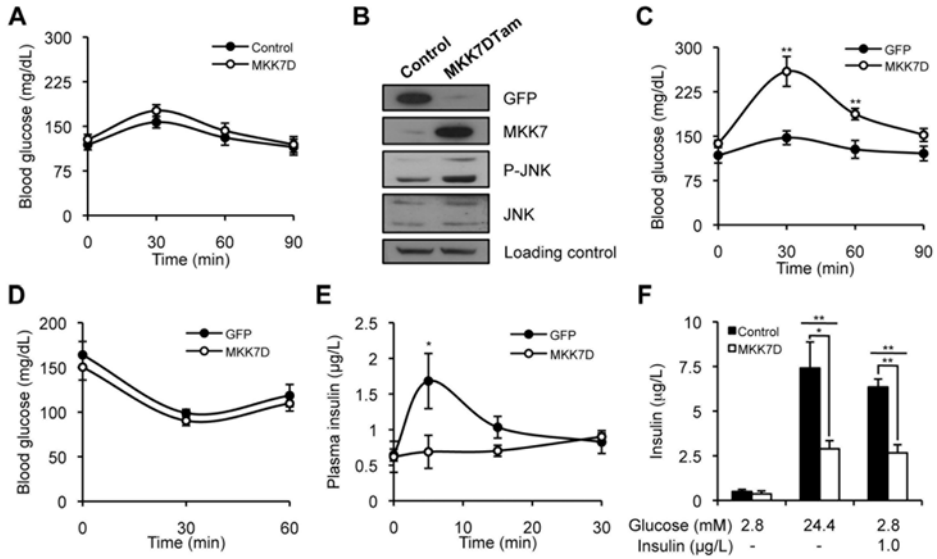 A
Blood glucose (mg/dL)
300
225
150
75
0
Control
MKK7D
0 30 60 90
Time (min)
B
Control
MKK7DTam
GFP
MKK7
P-JNK
JNK
Loading control
C
Blood glucose (mg/dL)
300
225
150
75
0
GFP
MKK7D
**
**
0 30 60 90
Time (min)
D
Blood glucose (mg/dL)
200
150
100
50
0
GFP
MKK7D
0 30 60
Time (min)
E
Plasma insulin (µg/L)
2.5
2
1.5
1
0.5
0
GFP
MKK7D
*
0 10 20 30
Time (min)
F
Insulin (µg/L)
10
7.5
5
2.5
0
Control
MKK7D
**
*
**
**
Glucose (mM) 2.8 24.4 2.8
Insulin (µg/L) - - 1.0